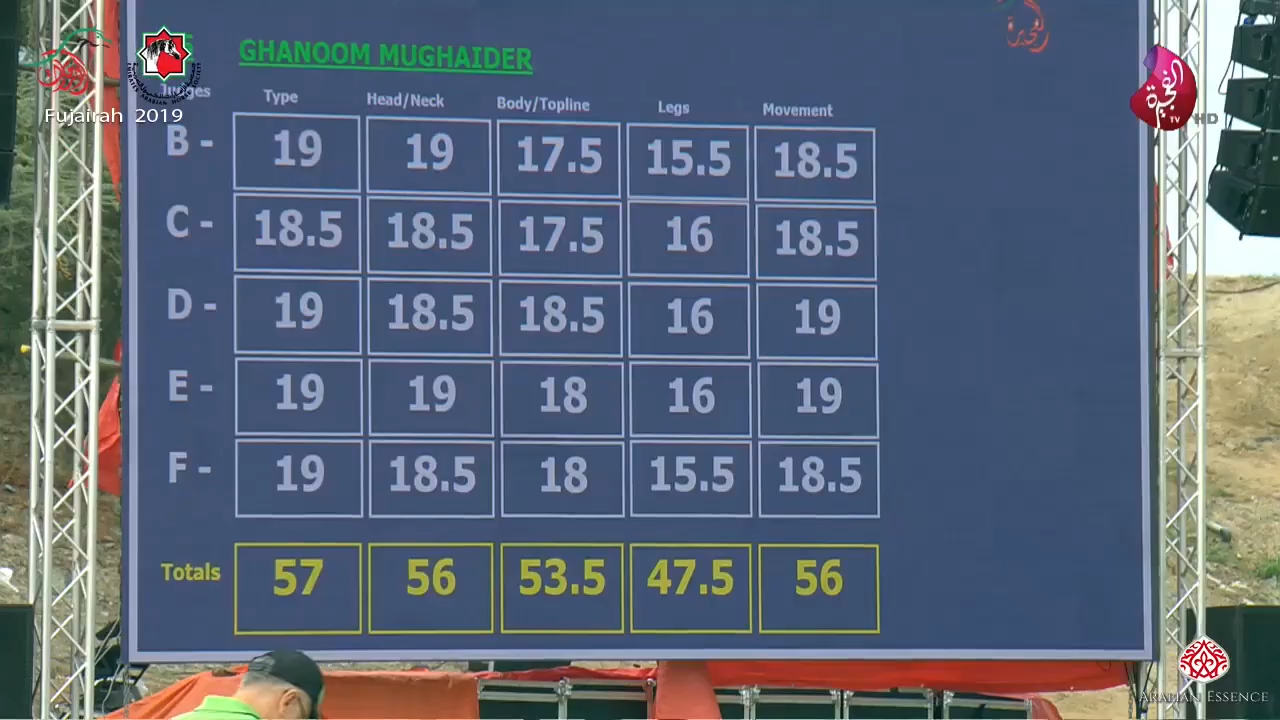 GHANOOM MUGHAIDER
Fujairah 2019
الفجيرة
TV HD
Judges Type Head/Neck Body/Topline Legs Movement
B - 19 19 17.5 15.5 18.5
C - 18.5 18.5 17.5 16 18.5
D - 19 18.5 18.5 16 19
E - 19 19 18 16 19
F - 19 18.5 18 15.5 18.5
Totals 57 56 53.5 47.5 56
ARABIAN ESSENCE